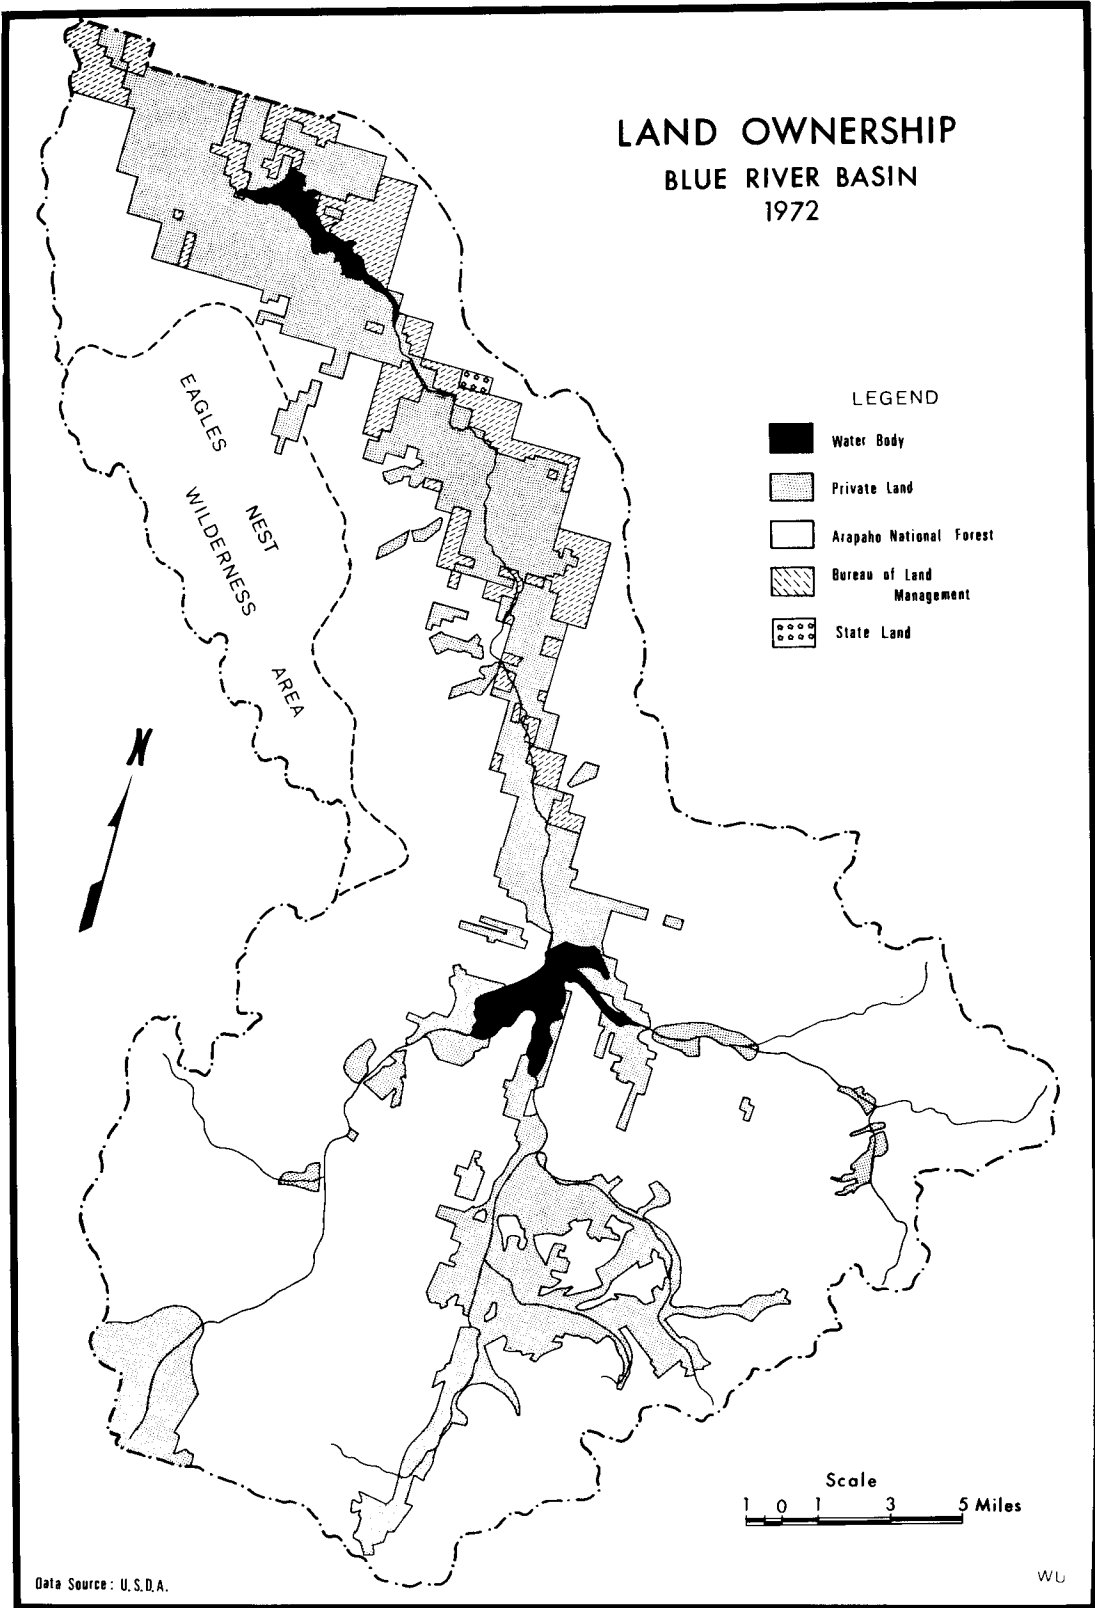 LAND OWNERSHIP
BLUE RIVER BASIN
1972
LEGEND
Water Body
Private Land
Arapaho National Forest
Bureau of Land
Management
State Land
EAGLES
NEST
WILDERNESS
AREA
N
Scale
1 0 1 3 5 Miles
Data Source: U.S.D.A.